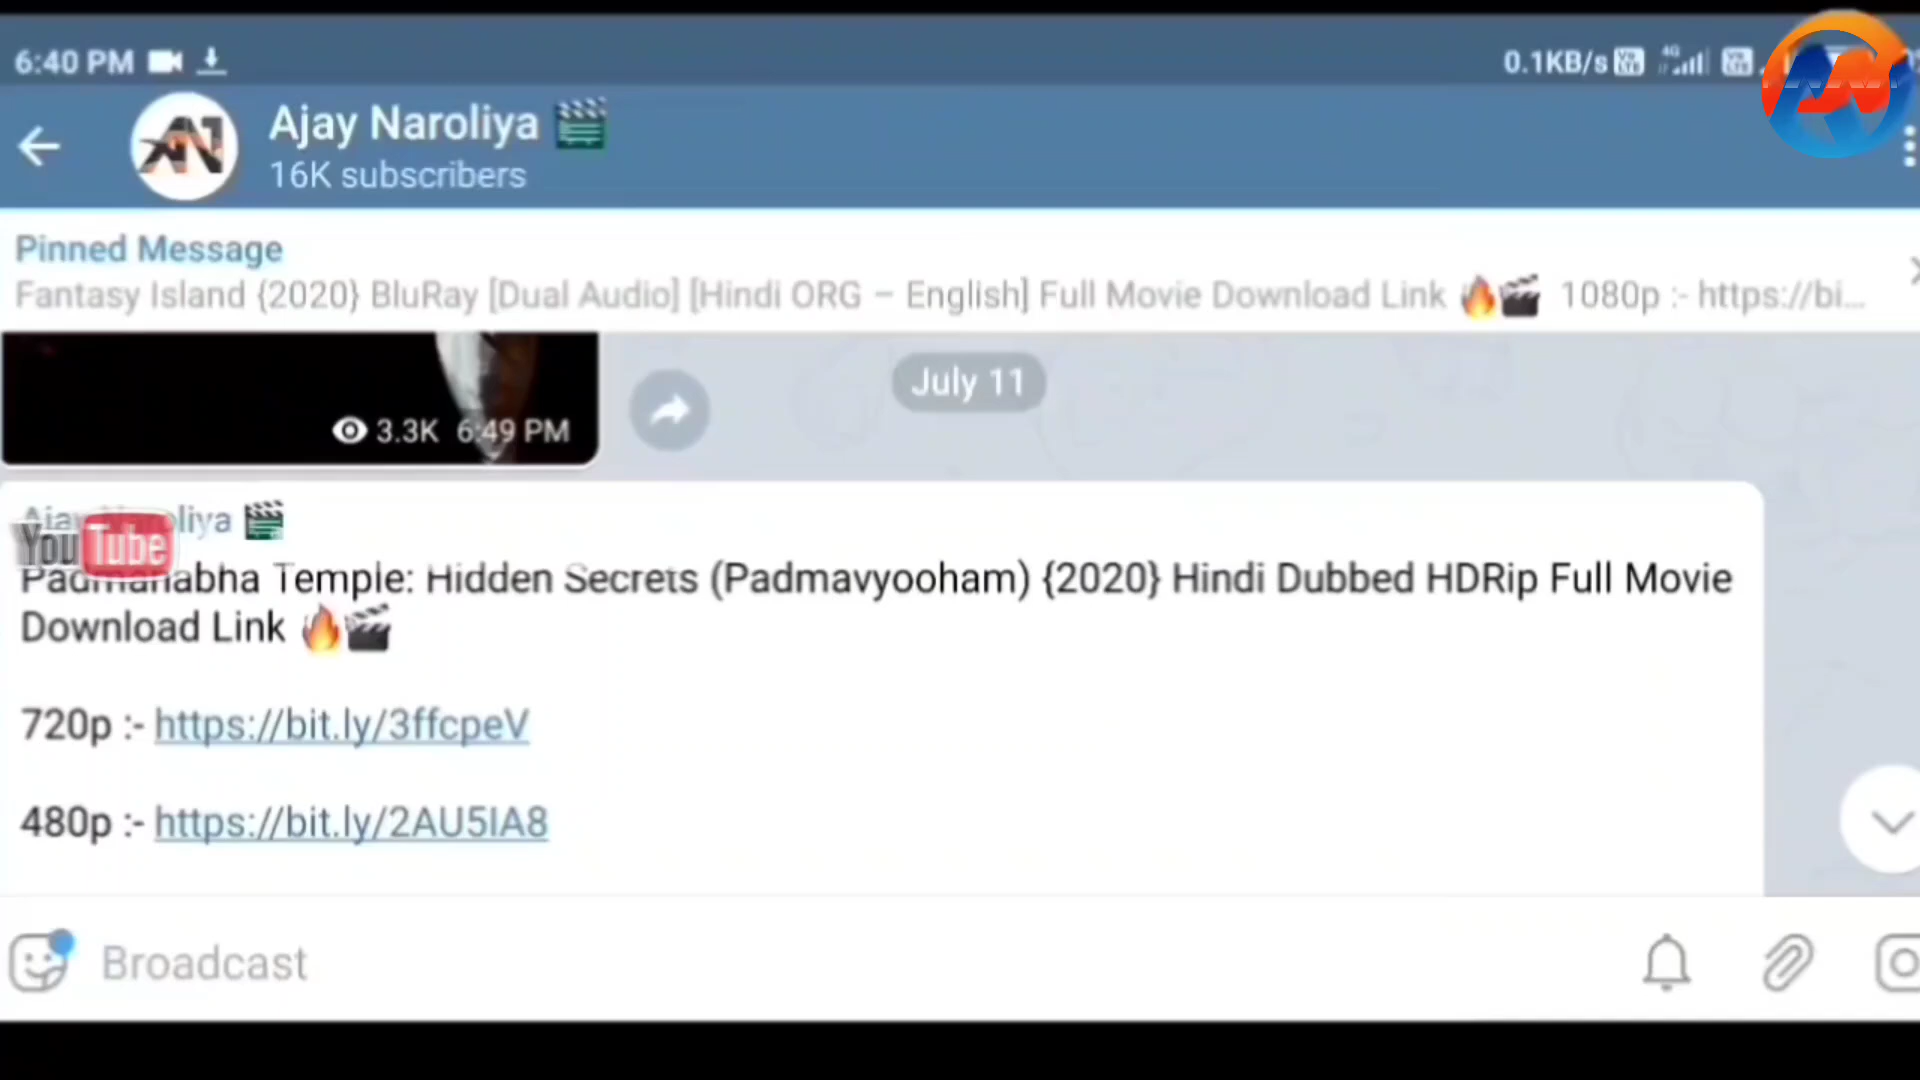 6:40 PM
0.1KB/s 4G
Ajay Naroliya
16K subscribers
Pinned Message
Fantasy Island {2020} BluRay [Dual Audio] [Hindi ORG – English] Full Movie Download Link 🔥🎬 1080p :- https://bi...
July 11
3.3K 6:49 PM
Ajay Naroliya
YouTube
Padmanabha Temple: Hidden Secrets (Padmavyooham) {2020} Hindi Dubbed HDRip Full Movie
Download Link 🔥🎬
720p :- https://bit.ly/3ffcpeV
480p :- https://bit.ly/2AU5IA8
Broadcast